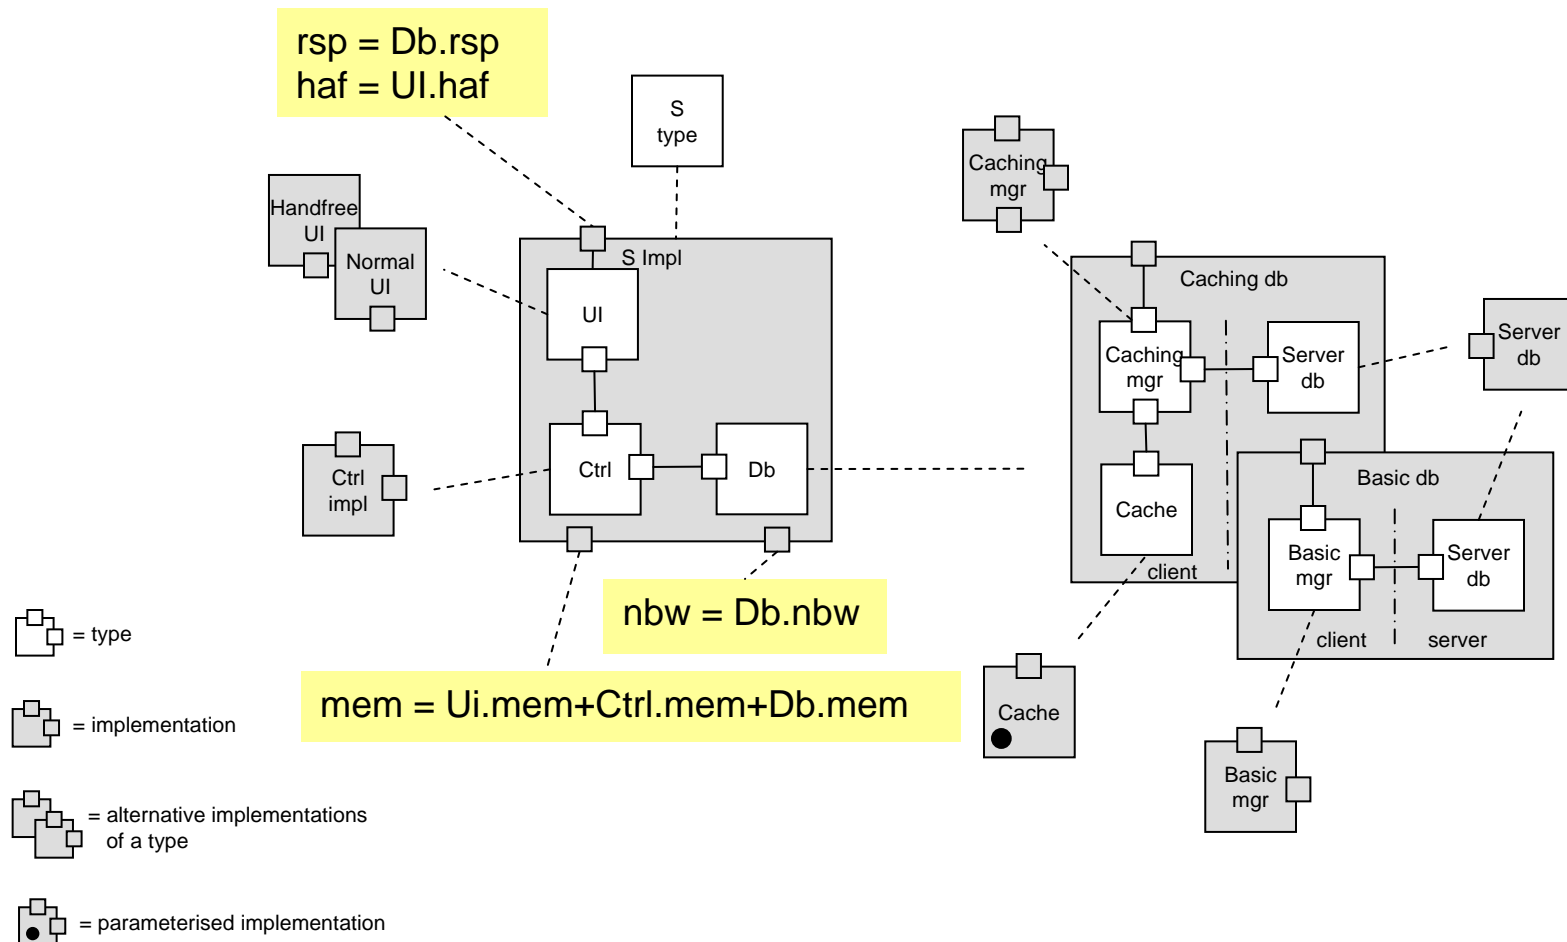 rsp = Db.rsp
haf = UI.haf
S
type
Caching
mgr
Handfree
UI
Normal
UI
S Impl
UI
Caching db
Caching
mgr
Server
db
Server
db
Ctrl
impl
Ctrl
Db
Cache
client
Basic db
Basic
mgr
Server
db
client
server
nbw = Db.nbw
mem = Ui.mem+Ctrl.mem+Db.mem
Cache
Basic
mgr
= type
= implementation
= alternative implementations
of a type
= parameterised implementation